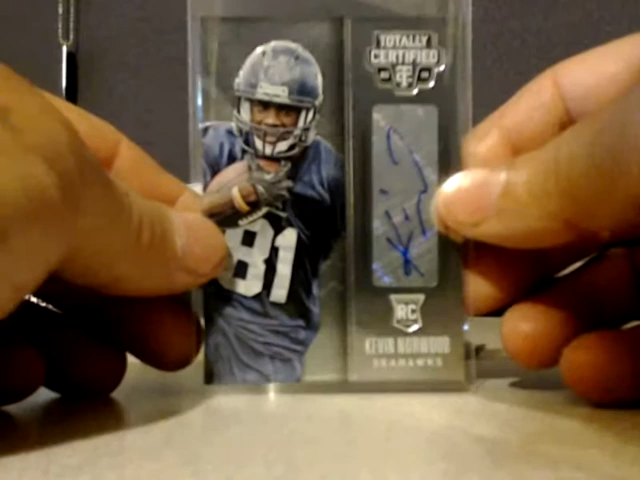 TOTALLY
CERTIFIED
81
RC
KEVIN NORWOOD
SEAHAWKS